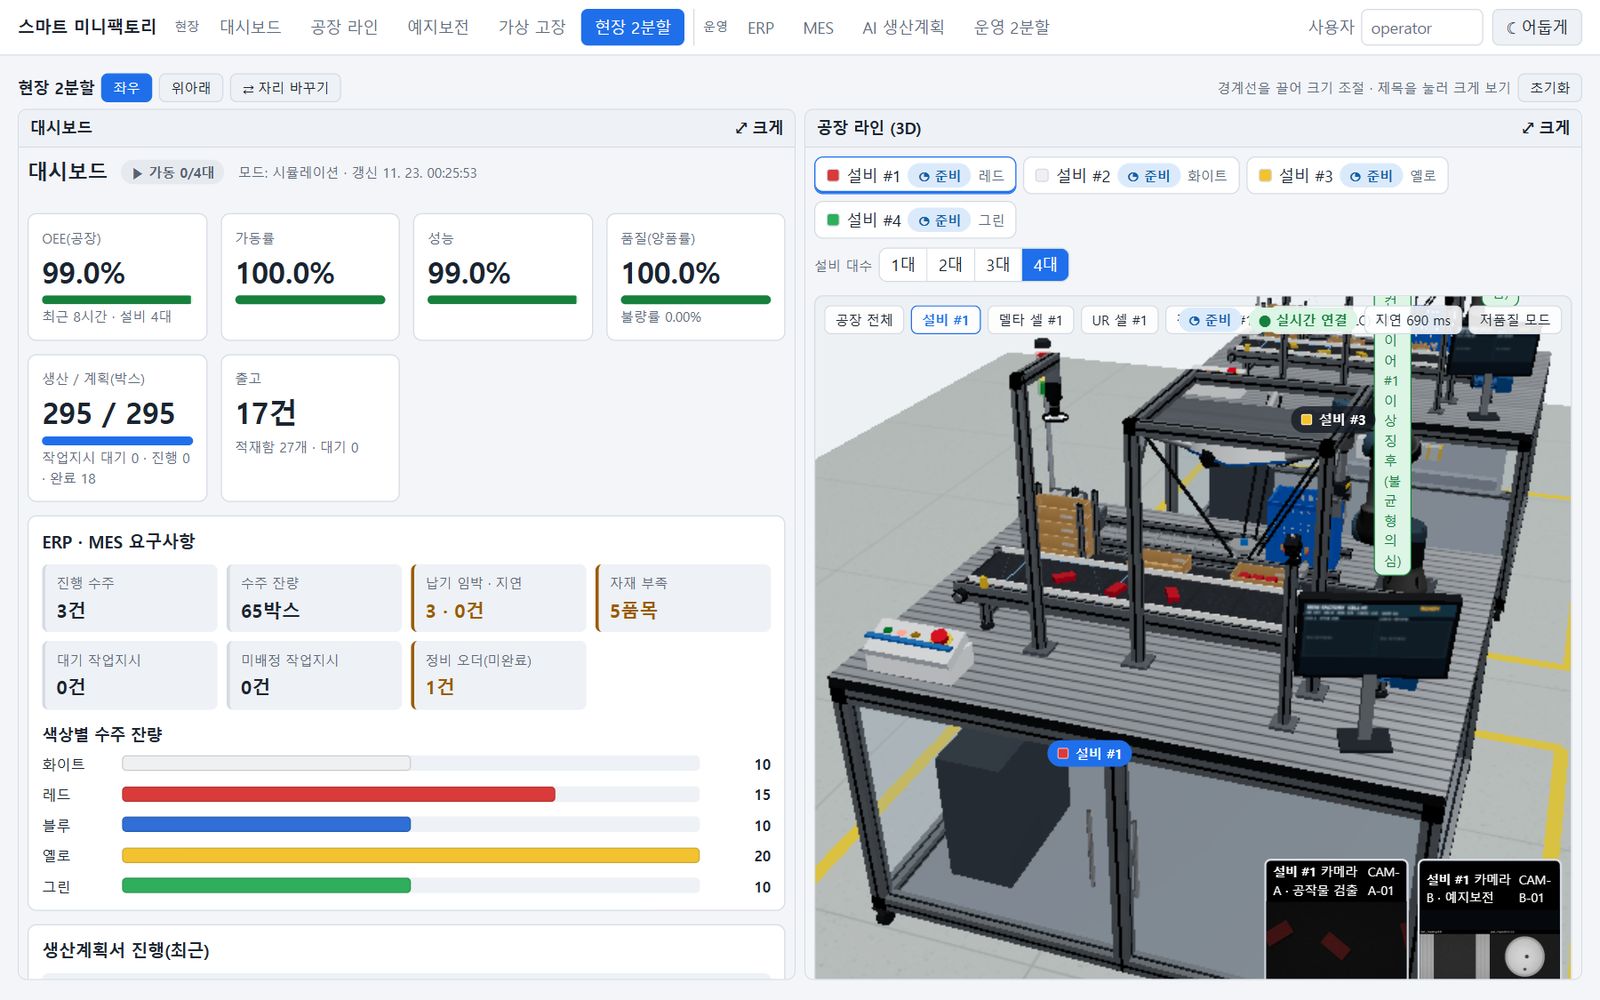 스마트 미니팩토리
현장
대시보드
공장 라인
예지보전
가상 고장
현장 2분할
운영
ERP
MES
AI 생산계획
운영 2분할
사용자
operator
어둡게
현장 2분할
좌우
위아래
자리 바꾸기
경계선을 끌어 크기 조절 · 제목을 눌러 크게 보기
초기화
대시보드
크게
대시보드
가동 0/4대
모드: 시뮬레이션 · 갱신 11. 23. 00:25:53
OEE(공장)
99.0%
최근 8시간 · 설비 4대
가동률
100.0%
성능
99.0%
품질(양품률)
100.0%
불량률 0.00%
생산 / 계획(박스)
295 / 295
작업지시 대기 0 · 진행 0
· 완료 18
출고
17건
적재함 27개 · 대기 0
ERP · MES 요구사항
진행 수주
3건
수주 잔량
65박스
납기 임박 · 지연
3 · 0건
자재 부족
5품목
대기 작업지시
0건
미배정 작업지시
0건
정비 오더(미완료)
1건
색상별 수주 잔량
화이트 10
레드 15
블루 10
옐로 20
그린 10
생산계획서 진행(최근)
공장 라인 (3D)
크게
설비 #1 준비 레드
설비 #2 준비 화이트
설비 #3 준비 옐로
설비 #4 준비 그린
설비 대수
1대
2대
3대
4대
공장 전체
설비 #1
델타 셀 #1
UR 셀 #1
준비
실시간 연결
지연 690 ms
저품질 모드
이
어
#1
이
상
징
후
(불
균
형
의
심)
설비 #3
설비 #1
설비 #1 카메라
A · 공작물 검출
CAM-
A-01
설비 #1 카메라
B · 예지보전
CAM-
B-01